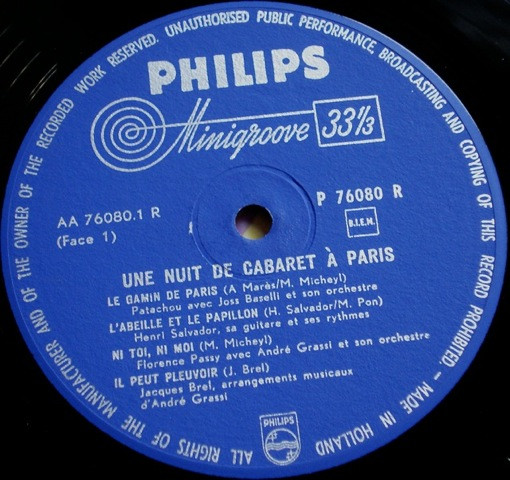 ALL RIGHTS OF THE MANUFACTURER AND OF THE OWNER OF THE RECORDED WORK RESERVED. UNAUTHORISED PUBLIC PERFORMANCE, BROADCASTING AND COPYING OF THIS RECORD PROHIBITED - MADE IN HOLLAND
PHILIPS
Minigroove 33⅓
AA 76080.1 R
(Face 1)
P 76080 R
B.I.E.M.
UNE NUIT DE CABARET À PARIS
LE GAMIN DE PARIS (A Marès/M. Micheyl)
Patachou avec Joss Baselli et son orchestre
L'ABEILLE ET LE PAPILLON (H. Salvador/M. Pon)
Henri Salvador, sa guitare et ses rythmes
NI TOI, NI MOI (M. Micheyl)
Florence Passy avec André Grassi et son orchestre
IL PEUT PLEUVOIR (J. Brel)
Jacques Brel, arrangements musicaux
d'André Grassi
PHILIPS